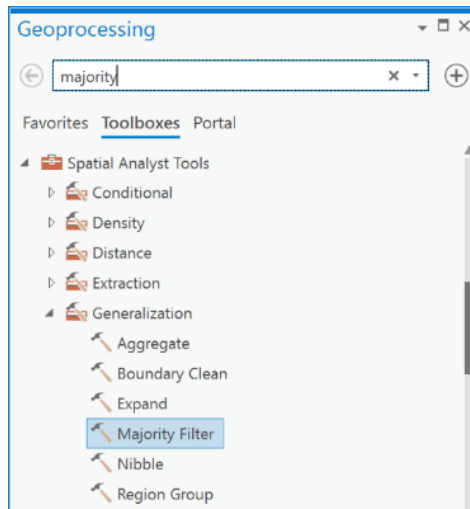 Geoprocessing
majority
Favorites Toolboxes Portal
Spatial Analyst Tools
Conditional
Density
Distance
Extraction
Generalization
Aggregate
Boundary Clean
Expand
Majority Filter
Nibble
Region Group